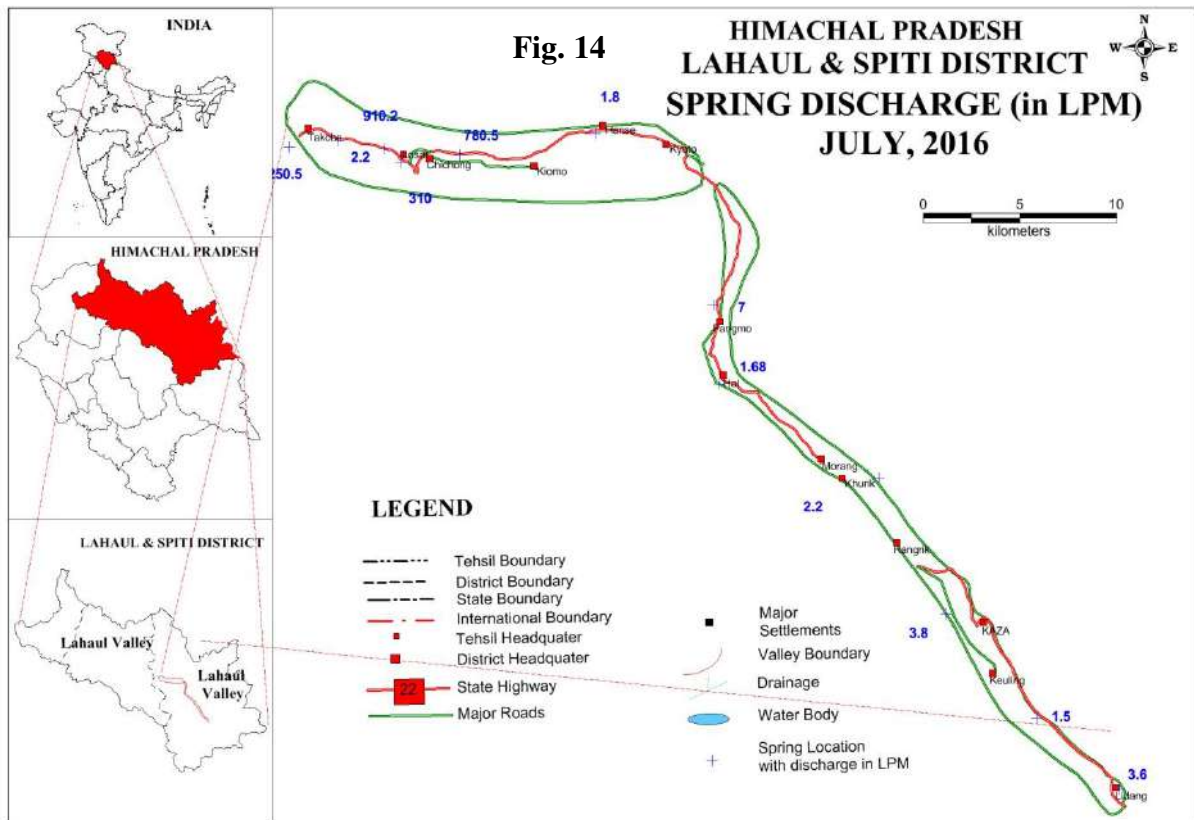 Fig. 14
HIMACHAL PRADESH
LAHAUL & SPITI DISTRICT
SPRING DISCHARGE (in LPM)
JULY, 2016
N
W
E
S
0
5
10
kilometers
INDIA
HIMACHAL PRADESH
LAHAUL & SPITI DISTRICT
Lahaul Valley
Lahaul
Valley
910.2
780.5
1.8
2.2
250.5
310
Takche
Chichong
Kiomo
Hanse
Kyoto
7
Pangmo
1.68
Hal
Morang
Khurik
2.2
Rangrik
3.8
KAZA
Keuling
1.5
3.6
LEGEND
Tehsil Boundary
District Boundary
State Boundary
International Boundary
Tehsil Headquater
District Headquater
22
State Highway
Major Roads
Major
Settlements
Valley Boundary
Drainage
Water Body
Spring Location
with discharge in LPM